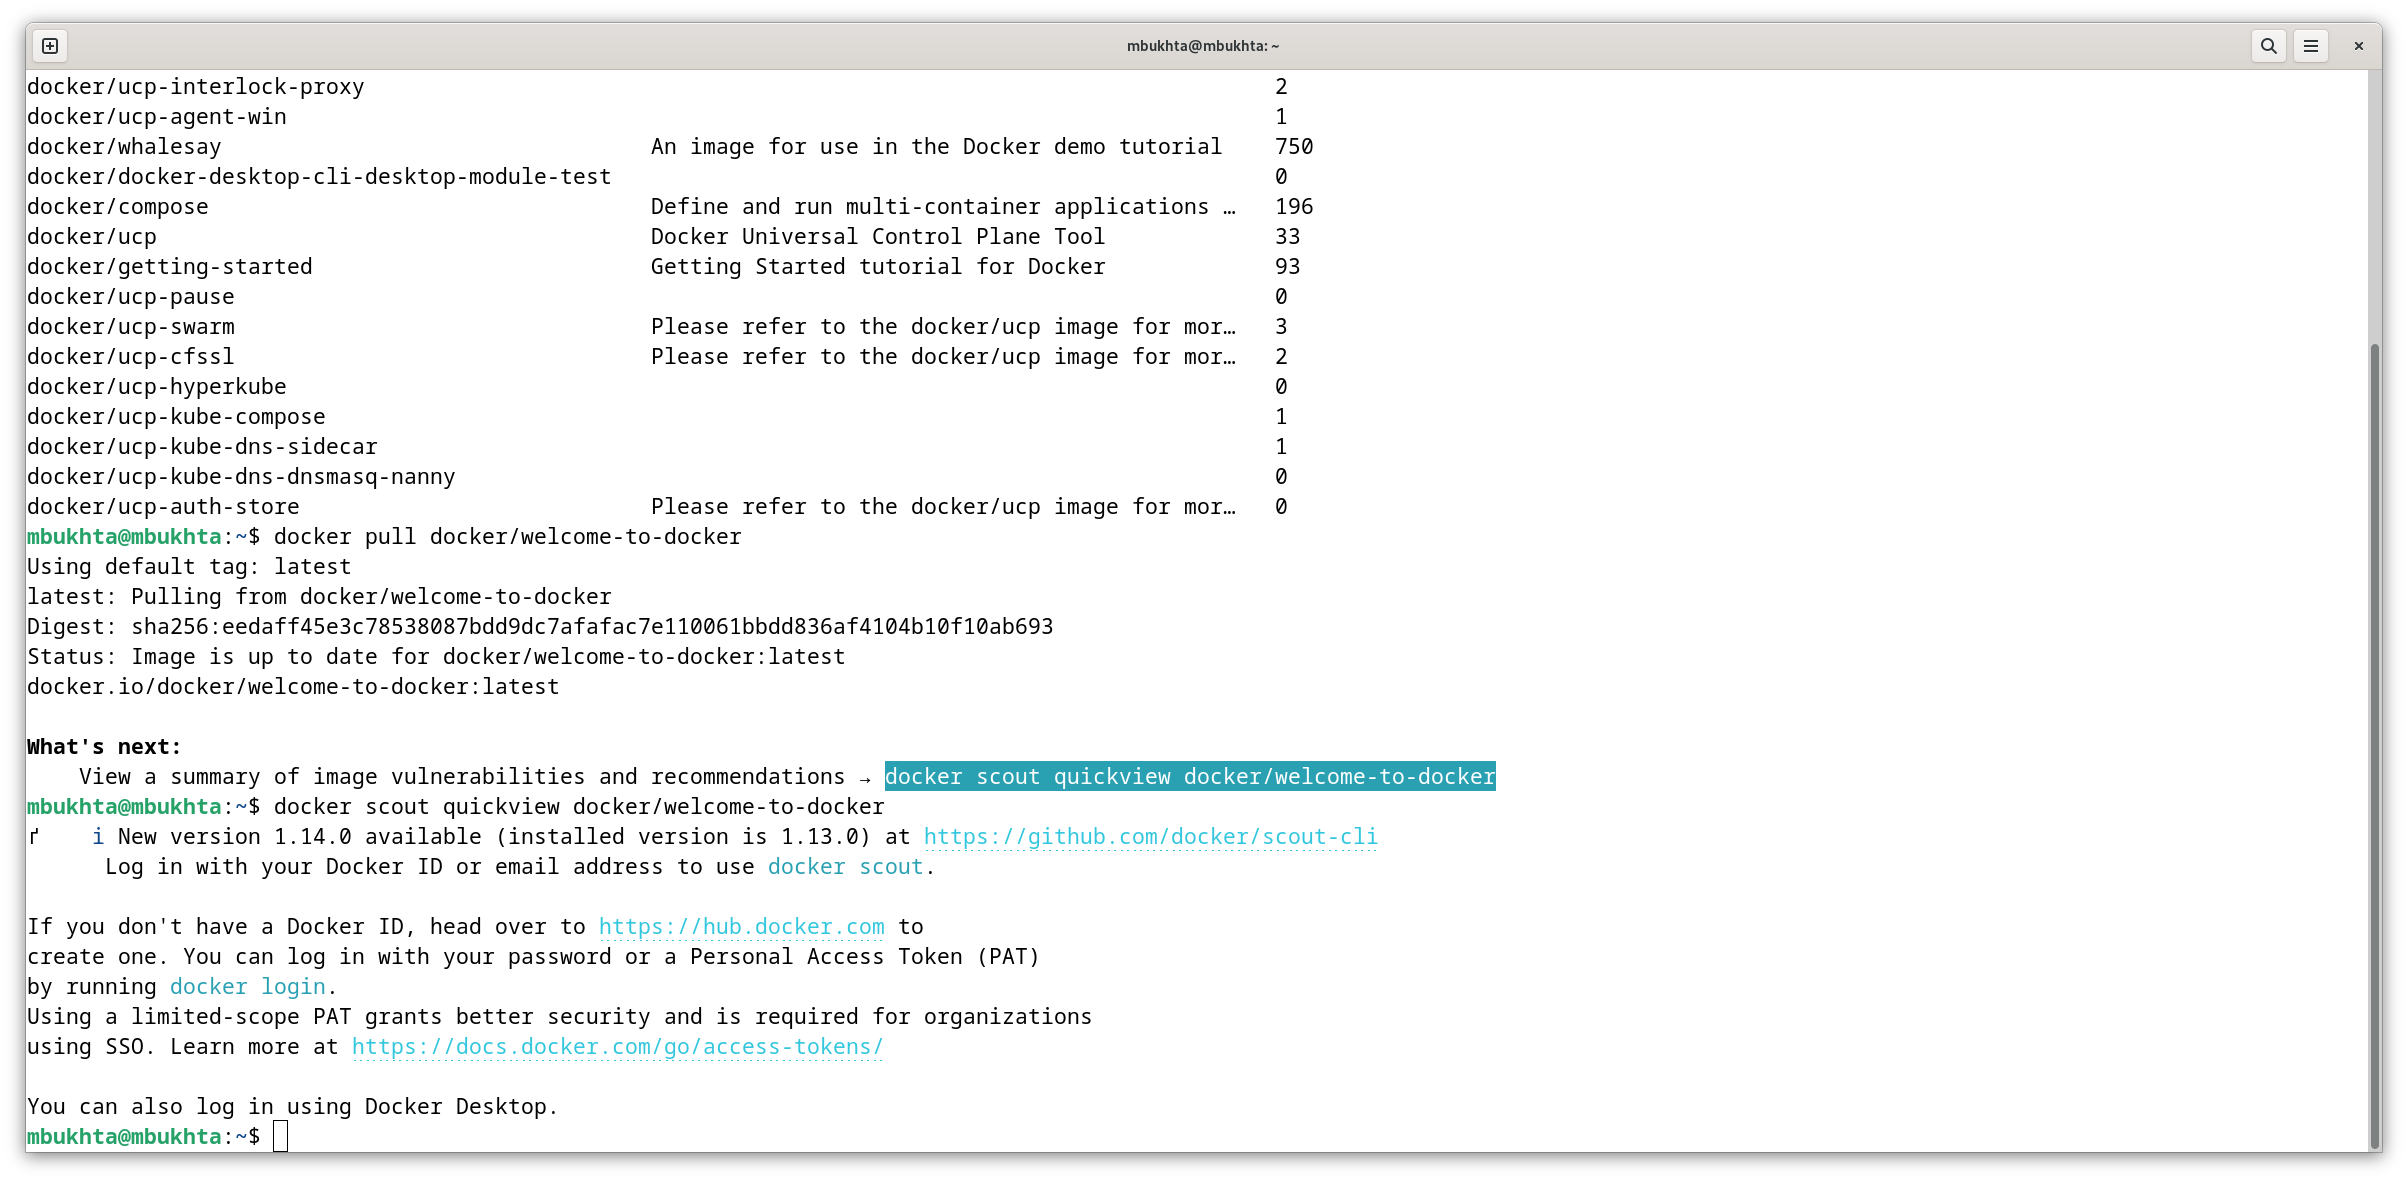 mbukhta@mbukhta: ~
docker/ucp-interlock-proxy 2
docker/ucp-agent-win 1
docker/whalesay An image for use in the Docker demo tutorial 750
docker/docker-desktop-cli-desktop-module-test 0
docker/compose Define and run multi-container applications … 196
docker/ucp Docker Universal Control Plane Tool 33
docker/getting-started Getting Started tutorial for Docker 93
docker/ucp-pause 0
docker/ucp-swarm Please refer to the docker/ucp image for mor… 3
docker/ucp-cfssl Please refer to the docker/ucp image for mor… 2
docker/ucp-hyperkube 0
docker/ucp-kube-compose 1
docker/ucp-kube-dns-sidecar 1
docker/ucp-kube-dns-dnsmasq-nanny 0
docker/ucp-auth-store Please refer to the docker/ucp image for mor… 0
mbukhta@mbukhta:~$ docker pull docker/welcome-to-docker
Using default tag: latest
latest: Pulling from docker/welcome-to-docker
Digest: sha256:eedaff45e3c78538087bdd9dc7afafac7e110061bbdd836af4104b10f10ab693
Status: Image is up to date for docker/welcome-to-docker:latest
docker.io/docker/welcome-to-docker:latest
What's next:
View a summary of image vulnerabilities and recommendations → docker scout quickview docker/welcome-to-docker
mbukhta@mbukhta:~$ docker scout quickview docker/welcome-to-docker
i New version 1.14.0 available (installed version is 1.13.0) at https://github.com/docker/scout-cli
Log in with your Docker ID or email address to use docker scout.
If you don't have a Docker ID, head over to https://hub.docker.com to
create one. You can log in with your password or a Personal Access Token (PAT)
by running docker login.
Using a limited-scope PAT grants better security and is required for organizations
using SSO. Learn more at https://docs.docker.com/go/access-tokens/
You can also log in using Docker Desktop.
mbukhta@mbukhta:~$